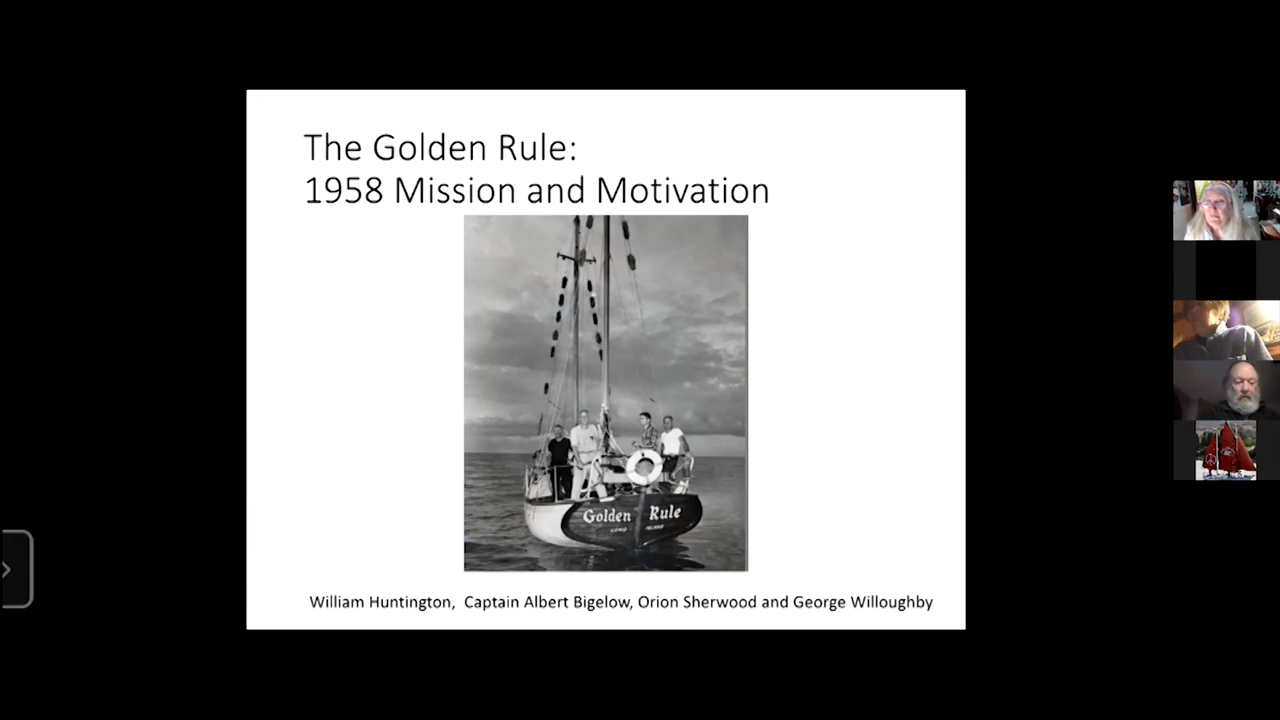 The Golden Rule:
1958 Mission and Motivation
Golden Rule
William Huntington, Captain Albert Bigelow, Orion Sherwood and George Willoughby